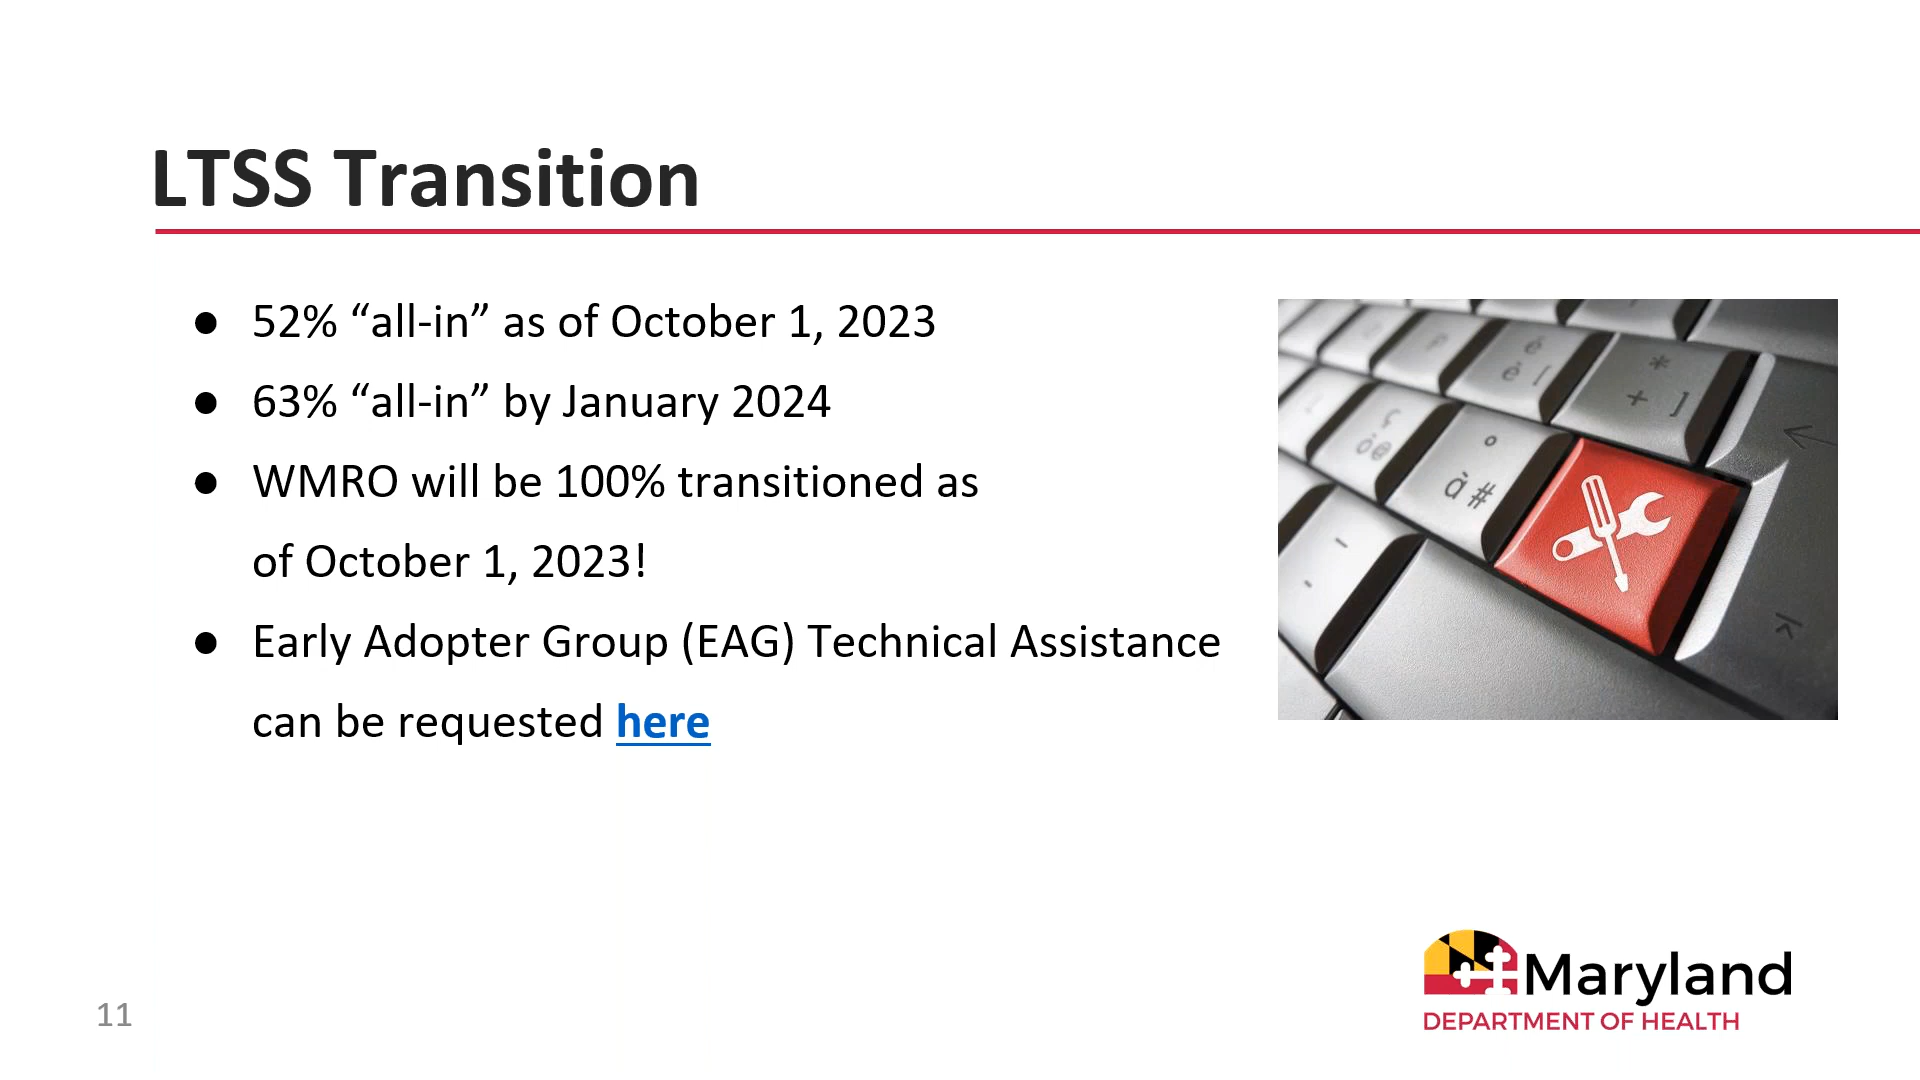 LTSS Transition
● 52% “all-in” as of October 1, 2023
● 63% “all-in” by January 2024
● WMRO will be 100% transitioned as
of October 1, 2023!
● Early Adopter Group (EAG) Technical Assistance
can be requested here
11
Maryland
DEPARTMENT OF HEALTH